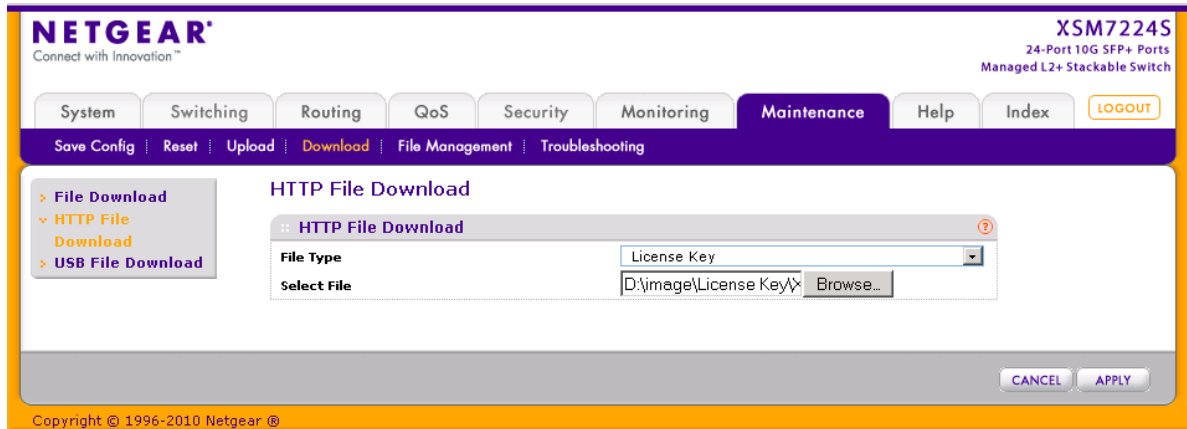 NETGEAR®
Connect with Innovation™
XSM7224S
24-Port 10G SFP+ Ports
Managed L2+ Stackable Switch
System Switching Routing QoS Security Monitoring Maintenance Help Index LOGOUT
Save Config Reset Upload Download File Management Troubleshooting
File Download
HTTP File
Download
USB File Download
HTTP File Download
HTTP File Download ?
File Type License Key
Select File D:\image\License Key\X Browse...
CANCEL APPLY
Copyright © 1996-2010 Netgear ®